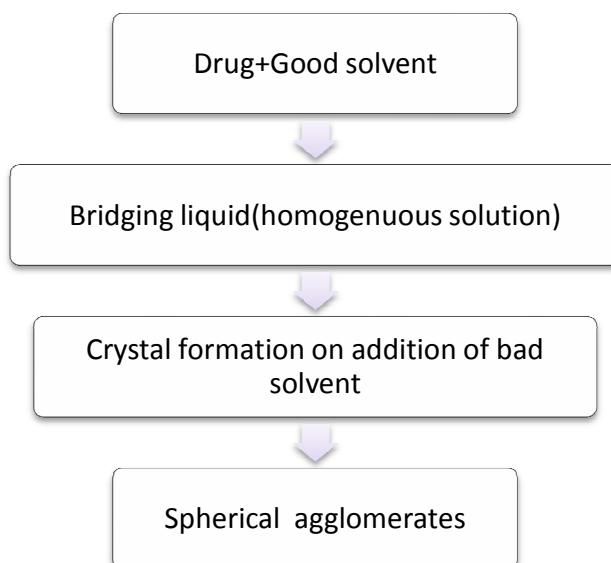 Drug+Good solvent
Bridging liquid(homogenuous solution)
Crystal formation on addition of bad
solvent
Spherical  agglomerates